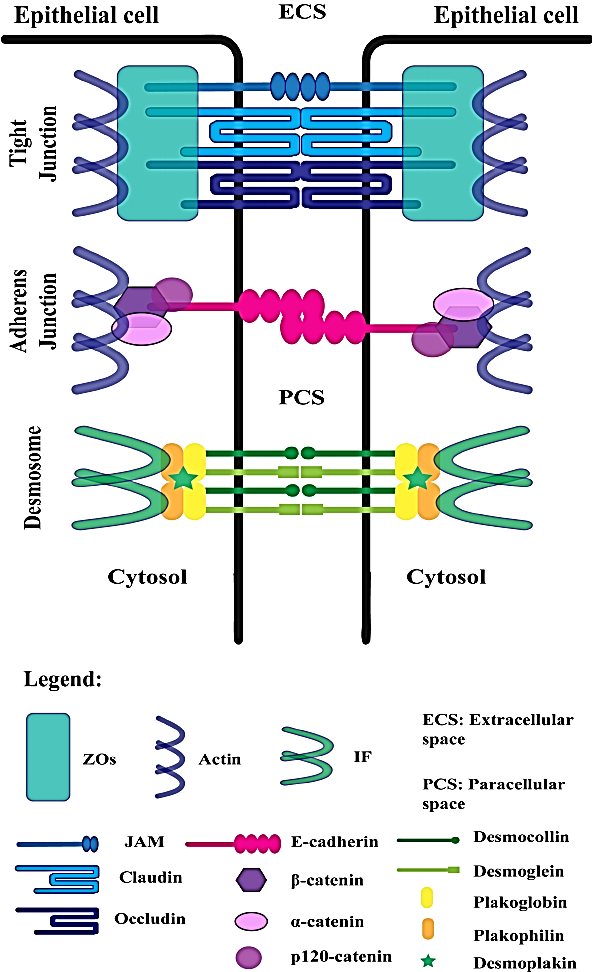 Epithelial cell
ECS
Epithelial cell
Tight
Junction
Adherens
Junction
PCS
Desmosome
Cytosol
Cytosol
Legend:
ZOs
Actin
IF
ECS: Extracellular
space
PCS: Paracellular
space
JAM
E-cadherin
Desmocollin
Claudin
β-catenin
Desmoglein
Occludin
α-catenin
Plakoglobin
p120-catenin
Plakophilin
Desmoplakin